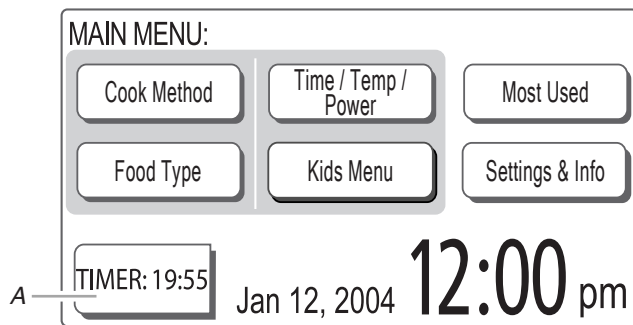 MAIN MENU:
Cook Method
Time / Temp /
Power
Most Used
Food Type
Kids Menu
Settings & Info
A
TIMER: 19:55
Jan 12, 2004 12:00 pm